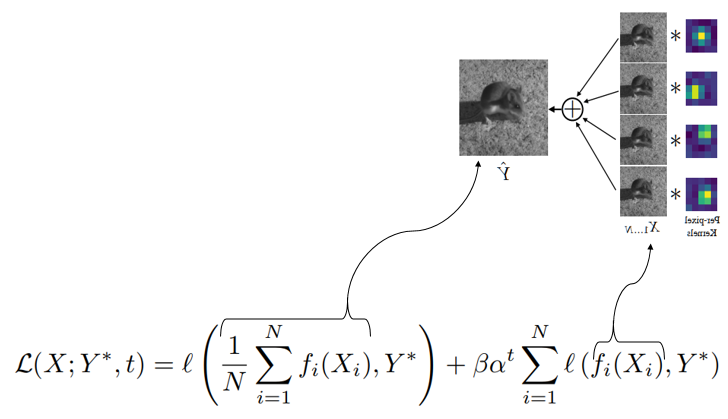 * 
* 
* 
* 
Ŷ
X₁...N
Per-pixel
Kernels
ℒ(X; Y*, t) = ℓ ( 1/N ∑_{i=1}^{N} f_i(X_i), Y* ) + βα^t ∑_{i=1}^{N} ℓ (f_i(X_i), Y*)